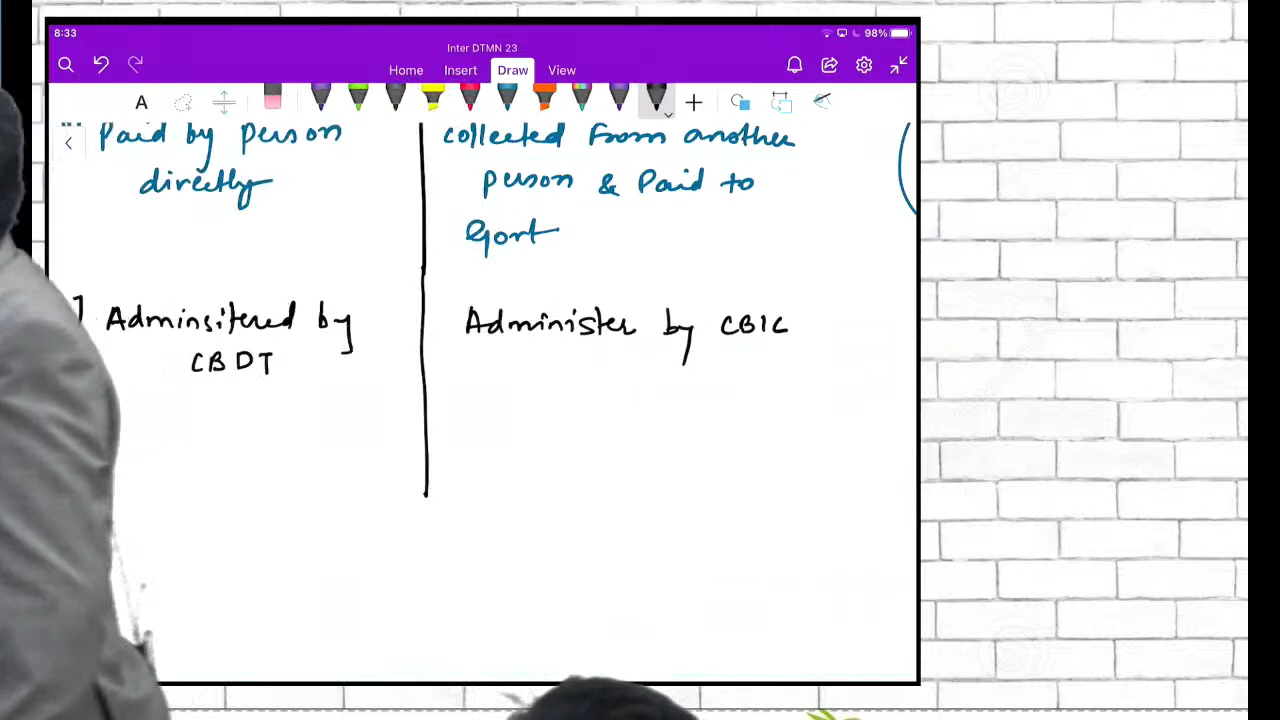 8:33
98%
Inter DTMN 23
Home Insert Draw View
A
Paid by person
directly
collected From another
person & Paid to
Govt
Adminsitered by
CBDT
Administer by CBIC